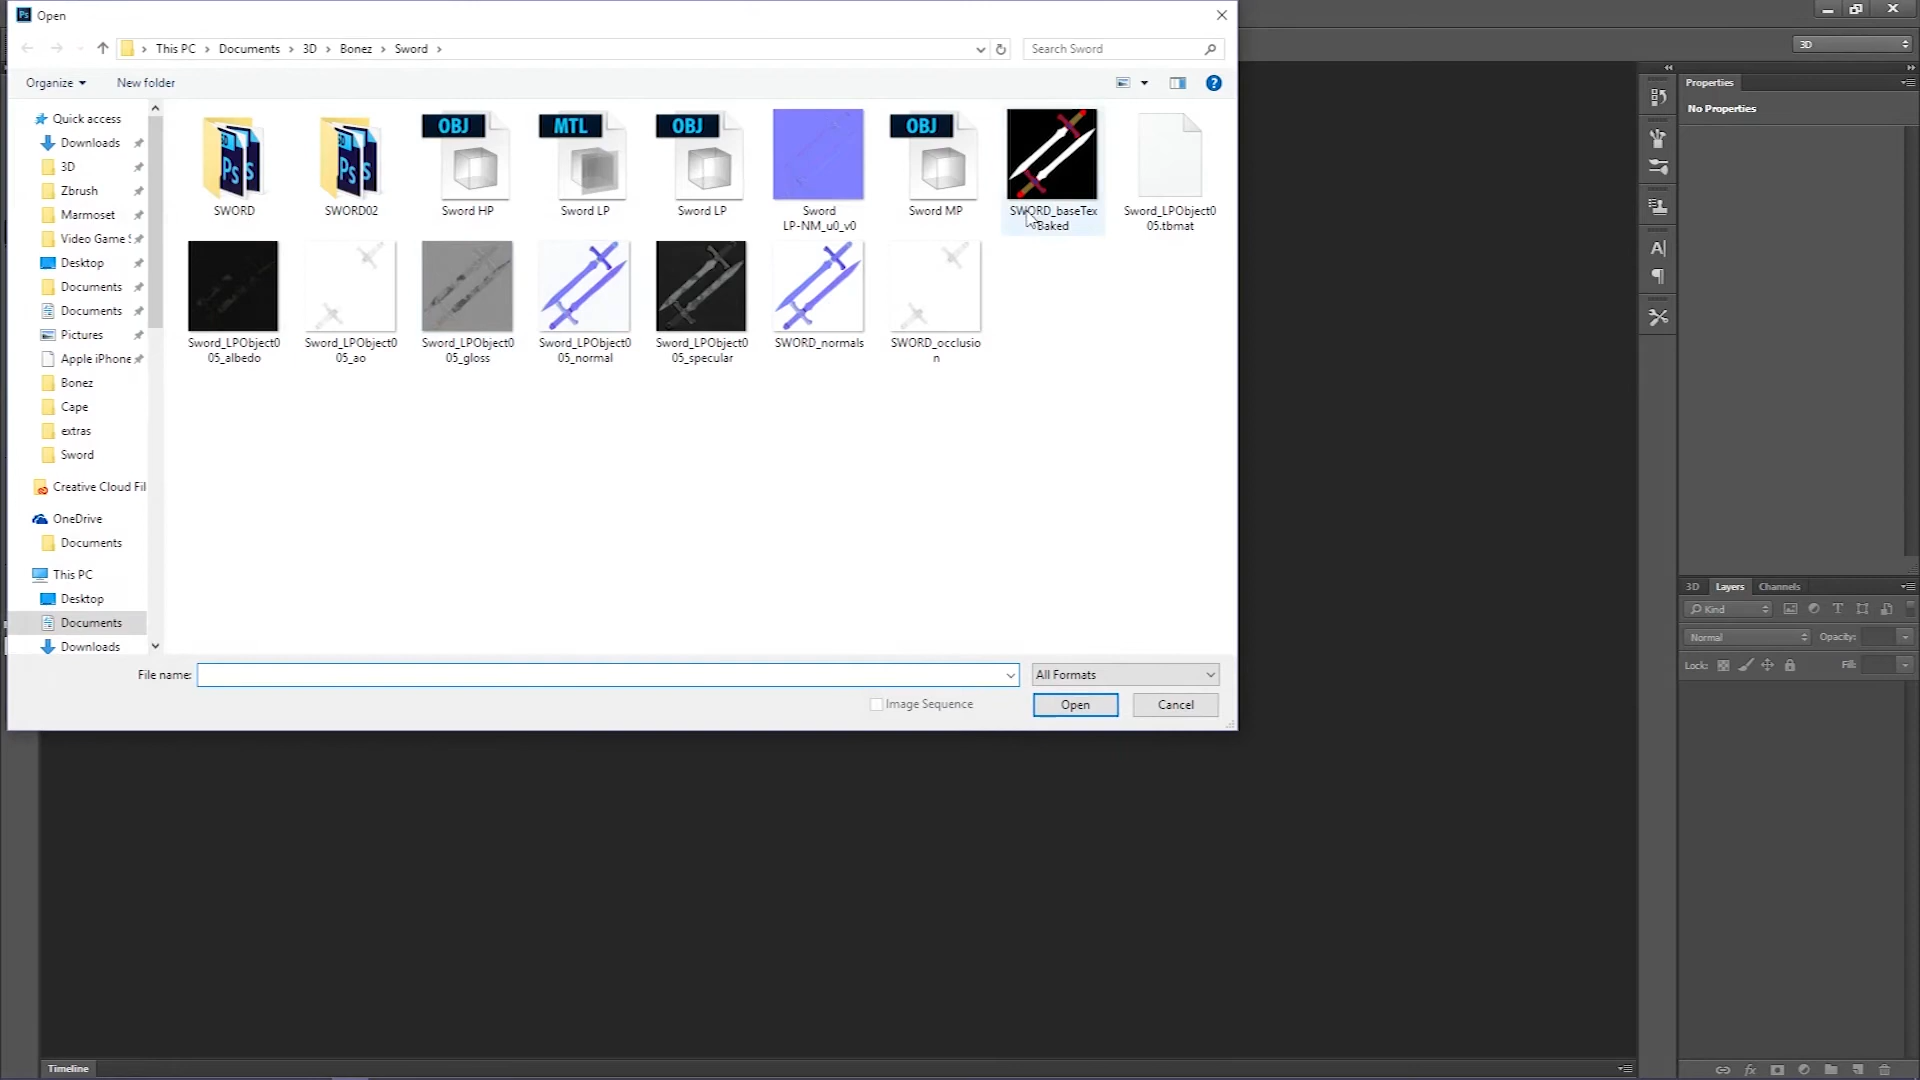 Ps Open
3D
This PC > Documents > 3D > Bonez > Sword >
Search Sword
Organize
New folder
Properties
No Properties
Quick access
Downloads
3D
Zbrush
Marmoset
Video Game S
Desktop
Documents
Documents
Pictures
Apple iPhone
Bonez
Cape
extras
Sword
Creative Cloud Fil
OneDrive
Documents
This PC
Desktop
Documents
Downloads
SWORD
SWORD02
OBJ
Sword HP
MTL
Sword LP
OBJ
Sword LP
Sword
LP-NM_u0_v0
OBJ
Sword MP
SWORD_baseTex
Baked
Sword_LPObject0
05.tbmat
Sword_LPObject0
05_albedo
Sword_LPObject0
05_ao
Sword_LPObject0
05_gloss
Sword_LPObject0
05_normal
Sword_LPObject0
05_specular
SWORD_normals
SWORD_occlusio
n
File name:
All Formats
Image Sequence
Open
Cancel
3D Layers Channels
Kind
Normal
Opacity:
Lock:
Fill:
Timeline